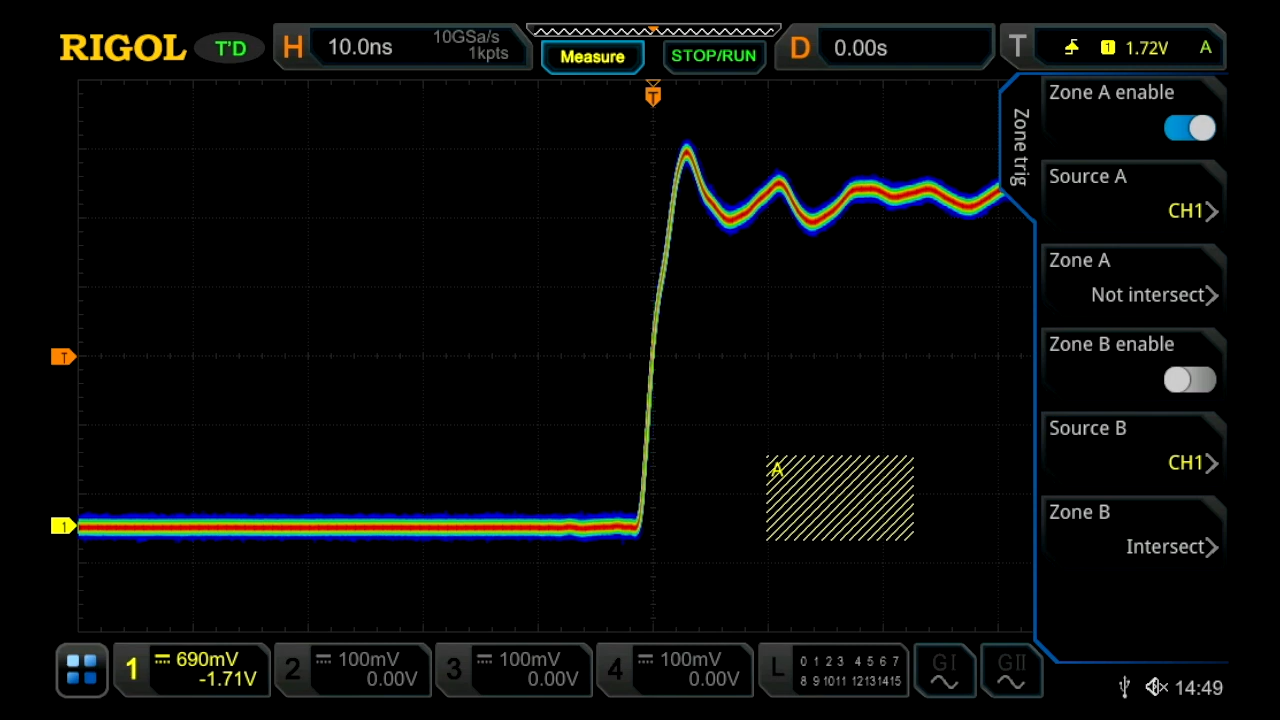 RIGOL T'D H 10.0ns 10GSa/s 1kpts Measure STOP/RUN D 0.00s T 1 1.72V A
T
Zone trig
Zone A enable
Source A
CH1
Zone A
Not intersect
Zone B enable
Source B
CH1
Zone B
Intersect
T
A
1
1 690mV -1.71V
2 100mV 0.00V
3 100mV 0.00V
4 100mV 0.00V
L 0 1 2 3 4 5 6 7
8 9 10 11 12 13 14 15
GI
GII
14:49